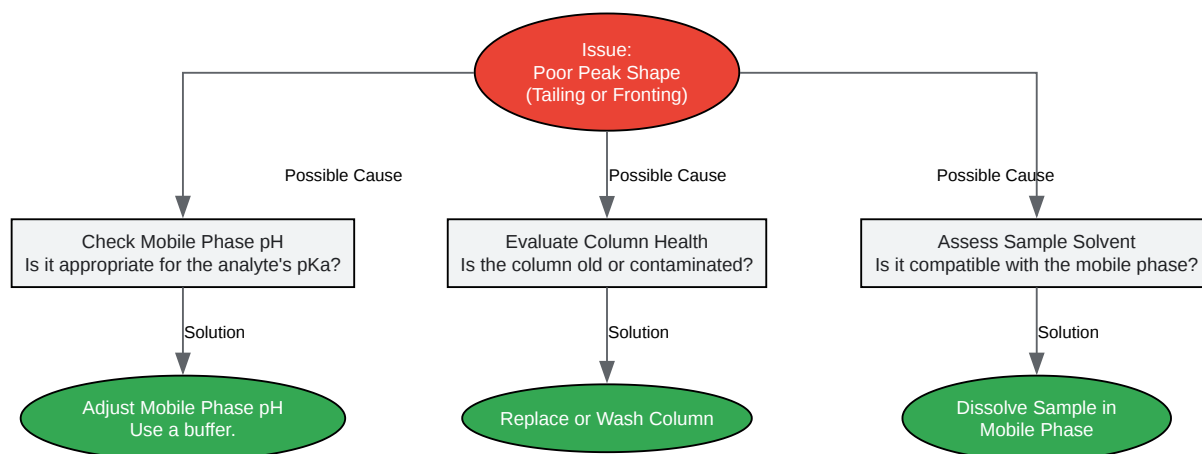 Issue:
Poor Peak Shape
(Tailing or Fronting)
Possible Cause
Possible Cause
Possible Cause
Check Mobile Phase pH
Is it appropriate for the analyte's pKa?
Evaluate Column Health
Is the column old or contaminated?
Assess Sample Solvent
Is it compatible with the mobile phase?
Solution
Solution
Solution
Adjust Mobile Phase pH
Use a buffer.
Replace or Wash Column
Dissolve Sample in
Mobile Phase